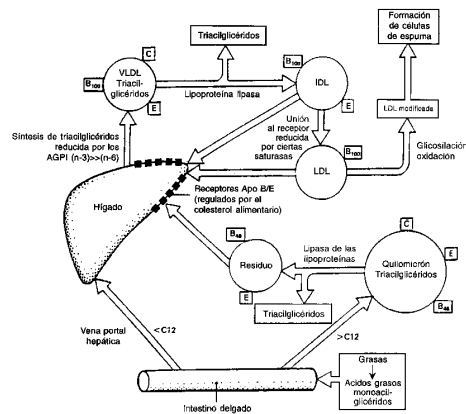 Formación
de células
de espuma
Triacilglicéridos
C
B100
VLDL
Triacil-
glicéridos
E
Lipoproteína lipasa
B100
IDL
E
LDL modificada
Síntesis de triacilglicéridos
reducida por los
AGPI (n-3)>>(n-6)
Unión
al receptor
reducida
por ciertas
saturasas
B100
LDL
Glicosilación
oxidación
Hígado
Receptores Apo B/E
(regulados por el
colesterol alimentario)
B48
Residuo
E
Lipasa de las
lipoproteínas
Triacilglicéridos
C
E
Quilomicrón
Triacilglicéridos
B48
Vena portal
hepática
<C12
>C12
Grasas
Acidos grasos
monoacil-
glicéridos
Intestino delgado